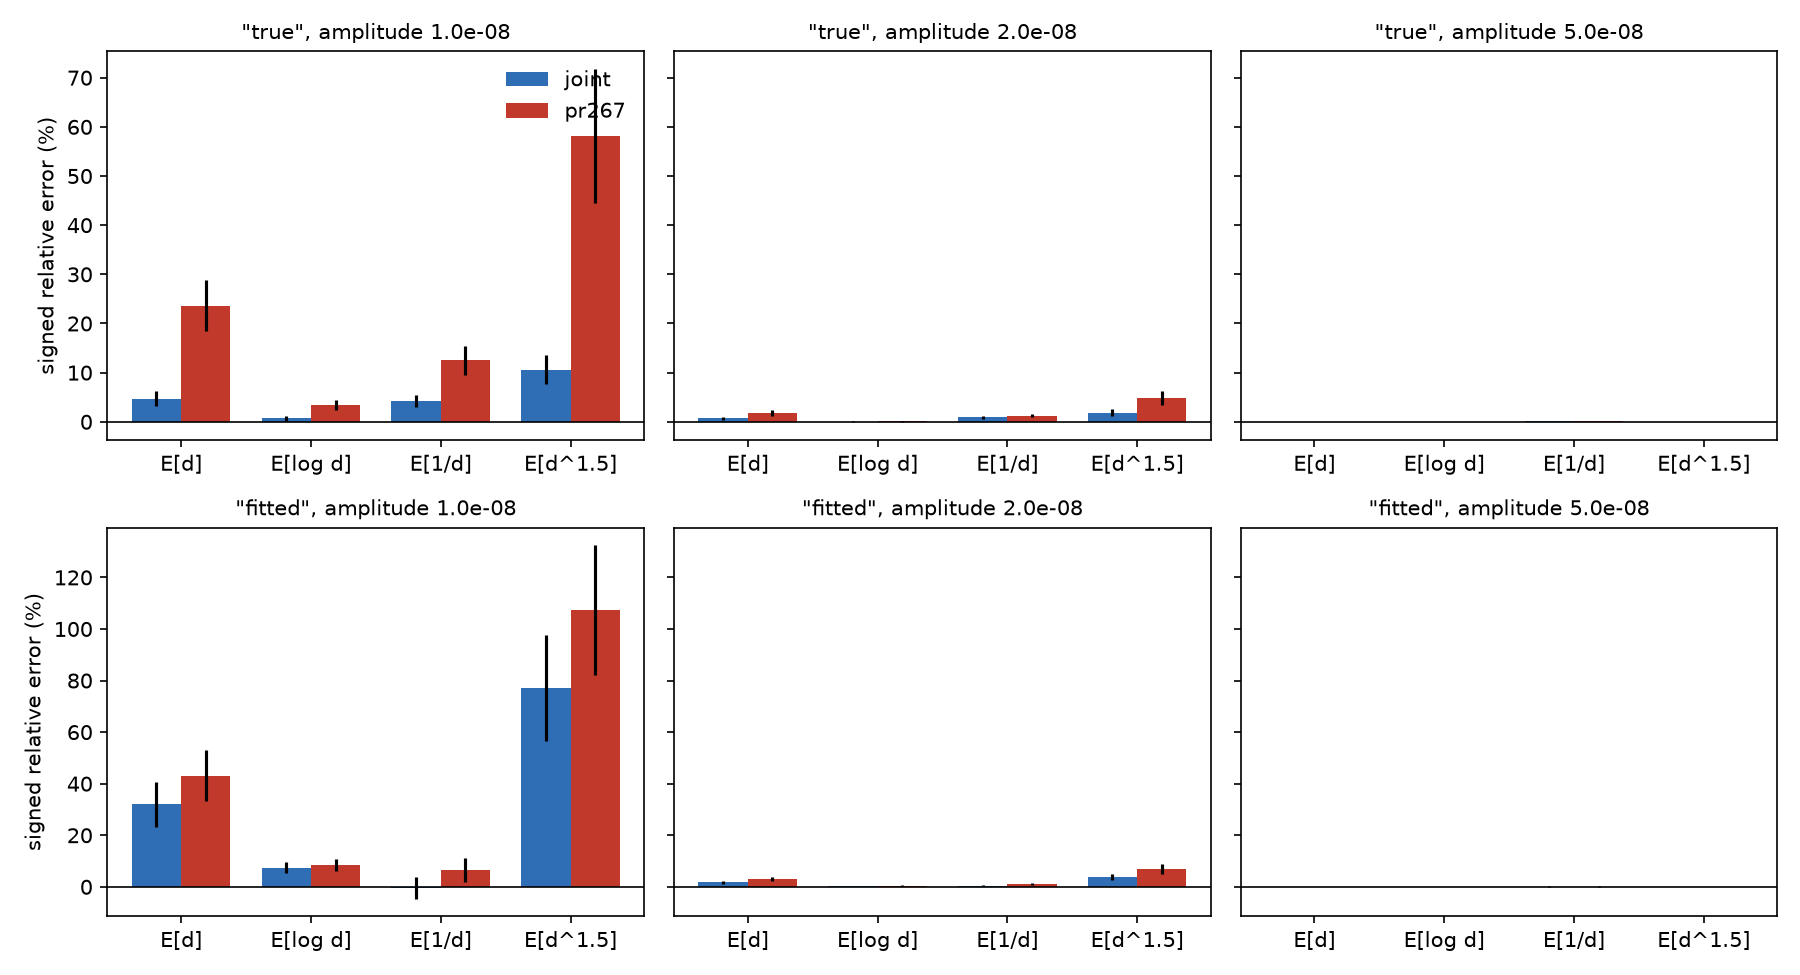 "true", amplitude 1.0e-08
"true", amplitude 2.0e-08
"true", amplitude 5.0e-08
signed relative error (%)
70
60
50
40
30
20
10
0
joint
pr267
E[d] E[log d] E[1/d] E[d^1.5]
E[d] E[log d] E[1/d] E[d^1.5]
E[d] E[log d] E[1/d] E[d^1.5]
"fitted", amplitude 1.0e-08
"fitted", amplitude 2.0e-08
"fitted", amplitude 5.0e-08
signed relative error (%)
120
100
80
60
40
20
0
E[d] E[log d] E[1/d] E[d^1.5]
E[d] E[log d] E[1/d] E[d^1.5]
E[d] E[log d] E[1/d] E[d^1.5]